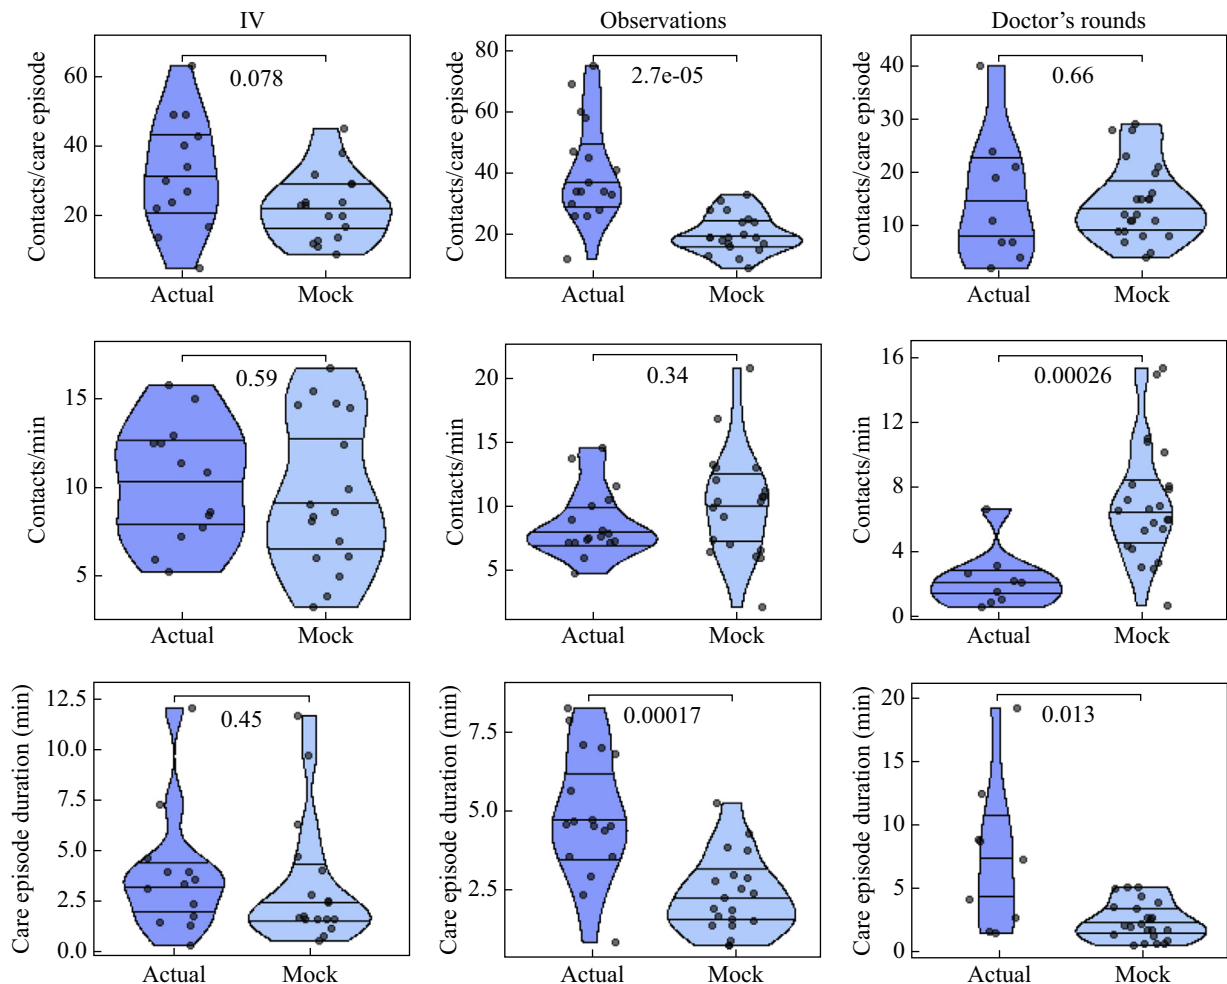 IV
Observations
Doctor's rounds
Contacts/care episode
60
40
20
0.078
Actual
Mock
Contacts/care episode
80
60
40
20
2.7e-05
Actual
Mock
Contacts/care episode
40
30
20
10
0.66
Actual
Mock
Contacts/min
15
10
5
0.59
Actual
Mock
Contacts/min
20
15
10
5
0.34
Actual
Mock
Contacts/min
16
12
8
4
0
0.00026
Actual
Mock
Care episode duration (min)
12.5
10.0
7.5
5.0
2.5
0.0
0.45
Actual
Mock
Care episode duration (min)
7.5
5.0
2.5
0.00017
Actual
Mock
Care episode duration (min)
20
15
10
5
0
0.013
Actual
Mock